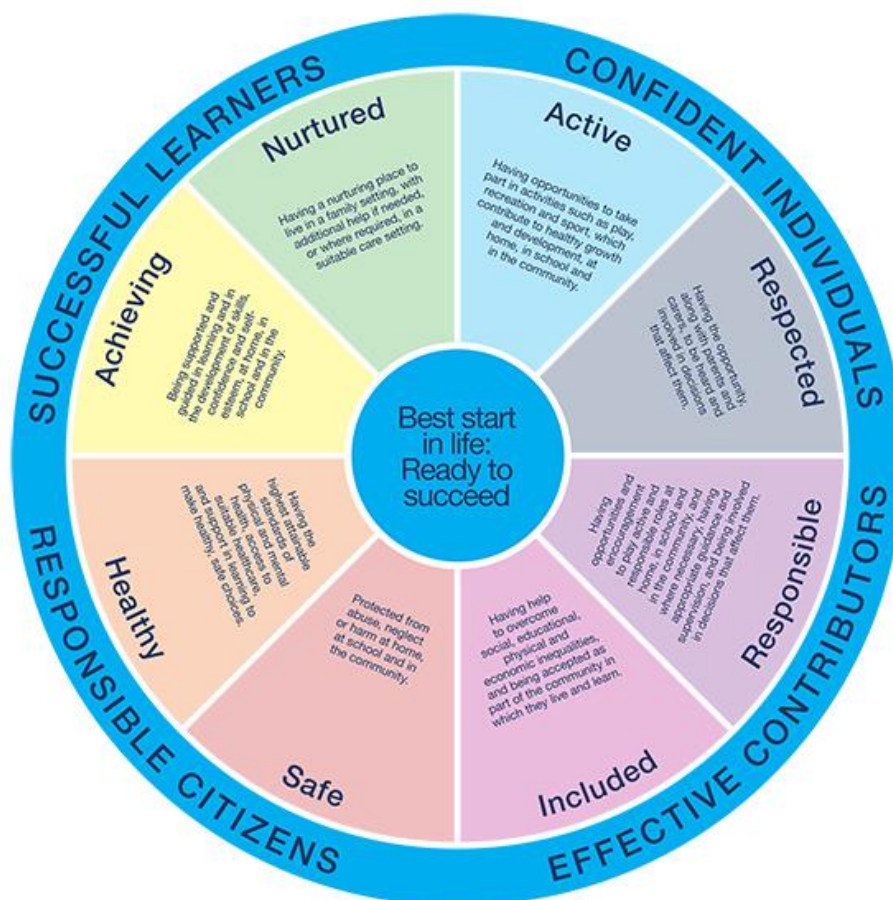 SUCCESSFUL LEARNERS
CONFIDENT INDIVIDUALS
EFFECTIVE CONTRIBUTORS
RESPONSIBLE CITIZENS
Best start
in life:
Ready to
succeed
Nurtured
Having a nurturing place to
live in a family setting, with
additional help if needed,
or where required, in a
suitable care setting.
Active
Having opportunities to take
part in activities such as play,
recreation and sport, which
contribute to healthy growth
and development, at
home, in school and
in the community.
Respected
Having the opportunity,
along with parents and
carers, to be heard and
involved in decisions
that affect them.
Responsible
Having
opportunities and
encouragement
to play active and
responsible roles at
home, in school and
in the community, and
where necessary, having
appropriate guidance and
supervision, and being involved
in decisions that affect them.
Included
Having help
to overcome
social, educational,
physical and
economic inequalities,
and being accepted as
part of the community in
which they live and learn.
Safe
Protected from
abuse, neglect
or harm at home,
at school and in
the community.
Healthy
Having the
highest attainable
standards of
physical and mental
health, access to
suitable healthcare,
and support in learning to
make healthy, safe choices.
Achieving
Being supported and
guided in learning and in
the development of skills,
confidence and self-
esteem, at home, in
school and in the
community.